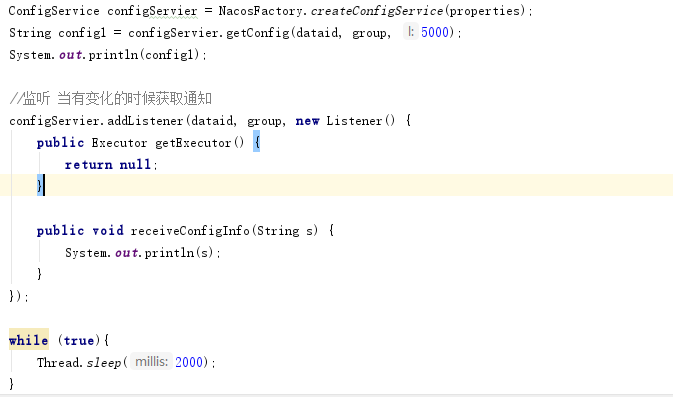 ConfigService configServier = NacosFactory.createConfigService(properties);
String config1 = configServier.getConfig(dataid, group, l: 5000);
System.out.println(config1);
//监听 当有变化的时候获取通知
configServier.addListener(dataid, group, new Listener() {
public Executor getExecutor() {
return null;
}
public void receiveConfigInfo(String s) {
System.out.println(s);
}
});
while (true){
Thread.sleep( millis: 2000);
}